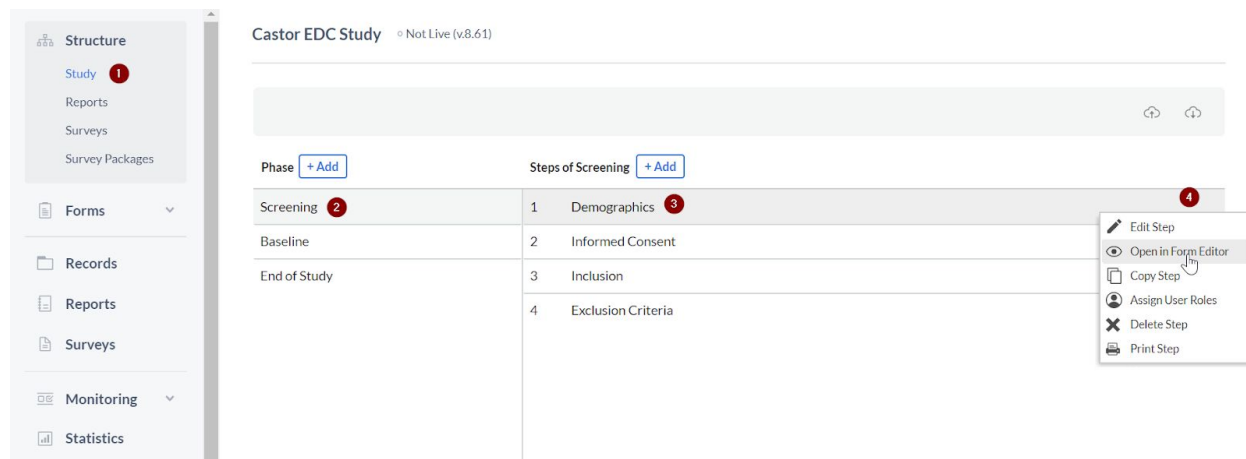 Structure
Study 1
Reports
Surveys
Survey Packages
Forms
Records
Reports
Surveys
Monitoring
Statistics
Castor EDC Study Not Live (v.8.61)
Phase + Add
Screening 2
Baseline
End of Study
Steps of Screening + Add
1 Demographics 3
2 Informed Consent
3 Inclusion
4 Exclusion Criteria
4
Edit Step
Open in Form Editor
Copy Step
Assign User Roles
Delete Step
Print Step